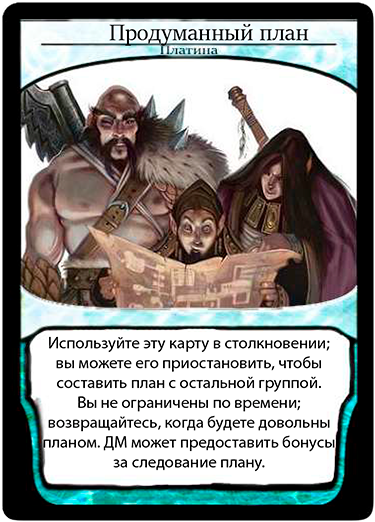 Продуманный план
Платина
Используйте эту карту в столкновении;
вы можете его приостановить, чтобы
составить план с остальной группой.
Вы не ограничены по времени;
возвращайтесь, когда будете довольны
планом. ДМ может предоставить бонусы
за следование плану.